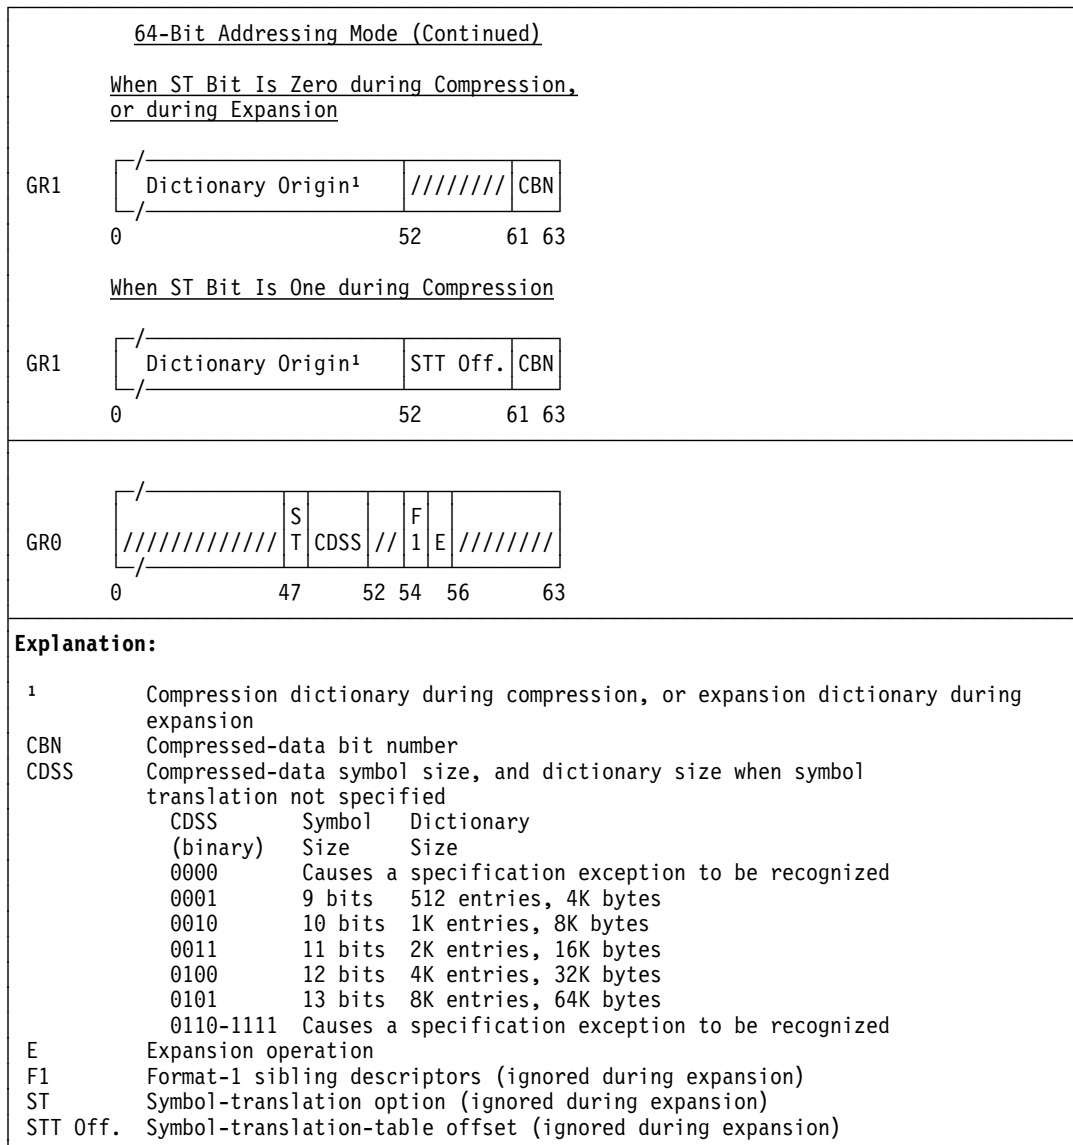 64-Bit Addressing Mode (Continued)
When ST Bit Is Zero during Compression,
or during Expansion
GR1 Dictionary Origin¹ //////// CBN
0 52 61 63
When ST Bit Is One during Compression
GR1 Dictionary Origin¹ STT Off. CBN
0 52 61 63
S F
GR0 ///////////// T CDSS // 1 E ////////
0 47 52 54 56 63
Explanation:
¹ Compression dictionary during compression, or expansion dictionary during
expansion
CBN Compressed-data bit number
CDSS Compressed-data symbol size, and dictionary size when symbol
translation not specified
CDSS Symbol Dictionary
(binary) Size Size
0000 Causes a specification exception to be recognized
0001 9 bits 512 entries, 4K bytes
0010 10 bits 1K entries, 8K bytes
0011 11 bits 2K entries, 16K bytes
0100 12 bits 4K entries, 32K bytes
0101 13 bits 8K entries, 64K bytes
0110-1111 Causes a specification exception to be recognized
E Expansion operation
F1 Format-1 sibling descriptors (ignored during expansion)
ST Symbol-translation option (ignored during expansion)
STT Off. Symbol-translation-table offset (ignored during expansion)